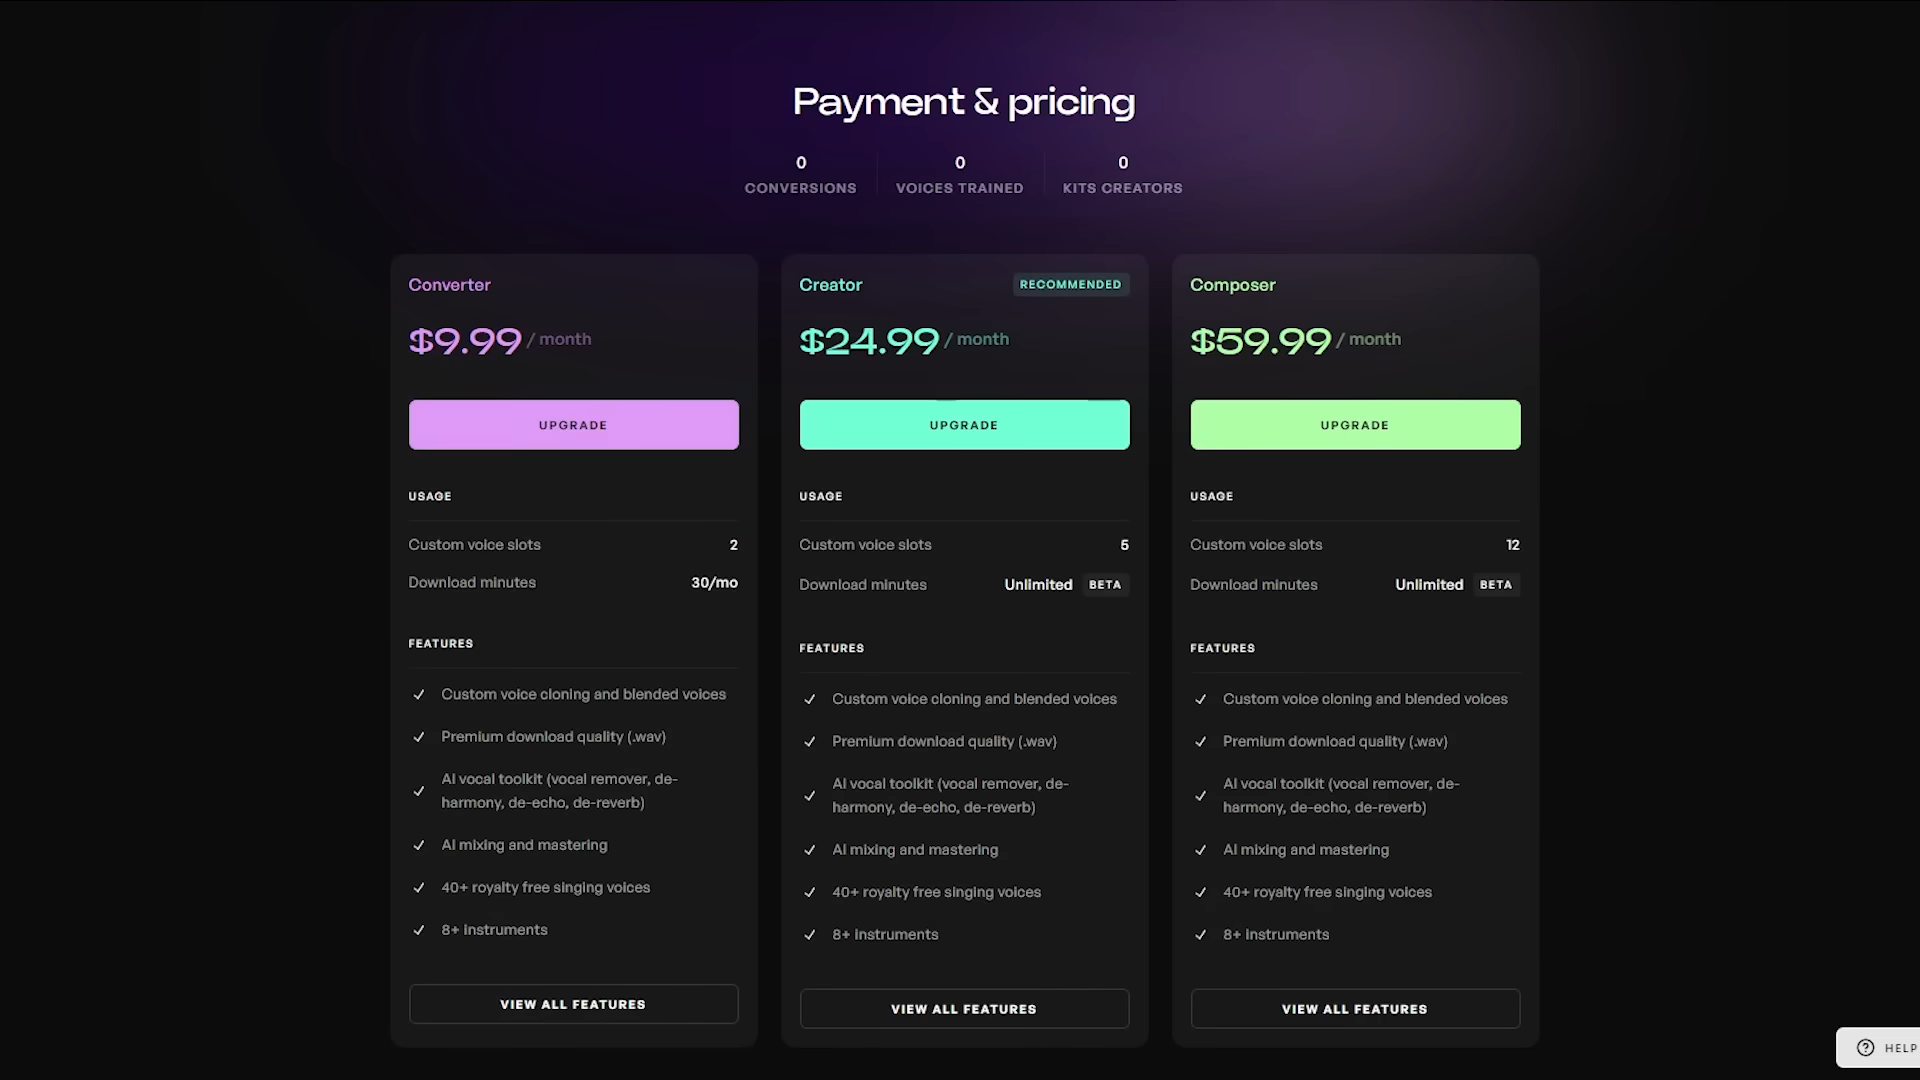 Payment & pricing
0
CONVERSIONS
0
VOICES TRAINED
0
KITS CREATORS
Converter
$9.99 / month
UPGRADE
USAGE
Custom voice slots 2
Download minutes 30/mo
FEATURES
Custom voice cloning and blended voices
Premium download quality (.wav)
AI vocal toolkit (vocal remover, de-
harmony, de-echo, de-reverb)
AI mixing and mastering
40+ royalty free singing voices
8+ instruments
VIEW ALL FEATURES
Creator RECOMMENDED
$24.99 / month
UPGRADE
USAGE
Custom voice slots 5
Download minutes Unlimited BETA
FEATURES
Custom voice cloning and blended voices
Premium download quality (.wav)
AI vocal toolkit (vocal remover, de-
harmony, de-echo, de-reverb)
AI mixing and mastering
40+ royalty free singing voices
8+ instruments
VIEW ALL FEATURES
Composer
$59.99 / month
UPGRADE
USAGE
Custom voice slots 12
Download minutes Unlimited BETA
FEATURES
Custom voice cloning and blended voices
Premium download quality (.wav)
AI vocal toolkit (vocal remover, de-
harmony, de-echo, de-reverb)
AI mixing and mastering
40+ royalty free singing voices
8+ instruments
VIEW ALL FEATURES
HELP